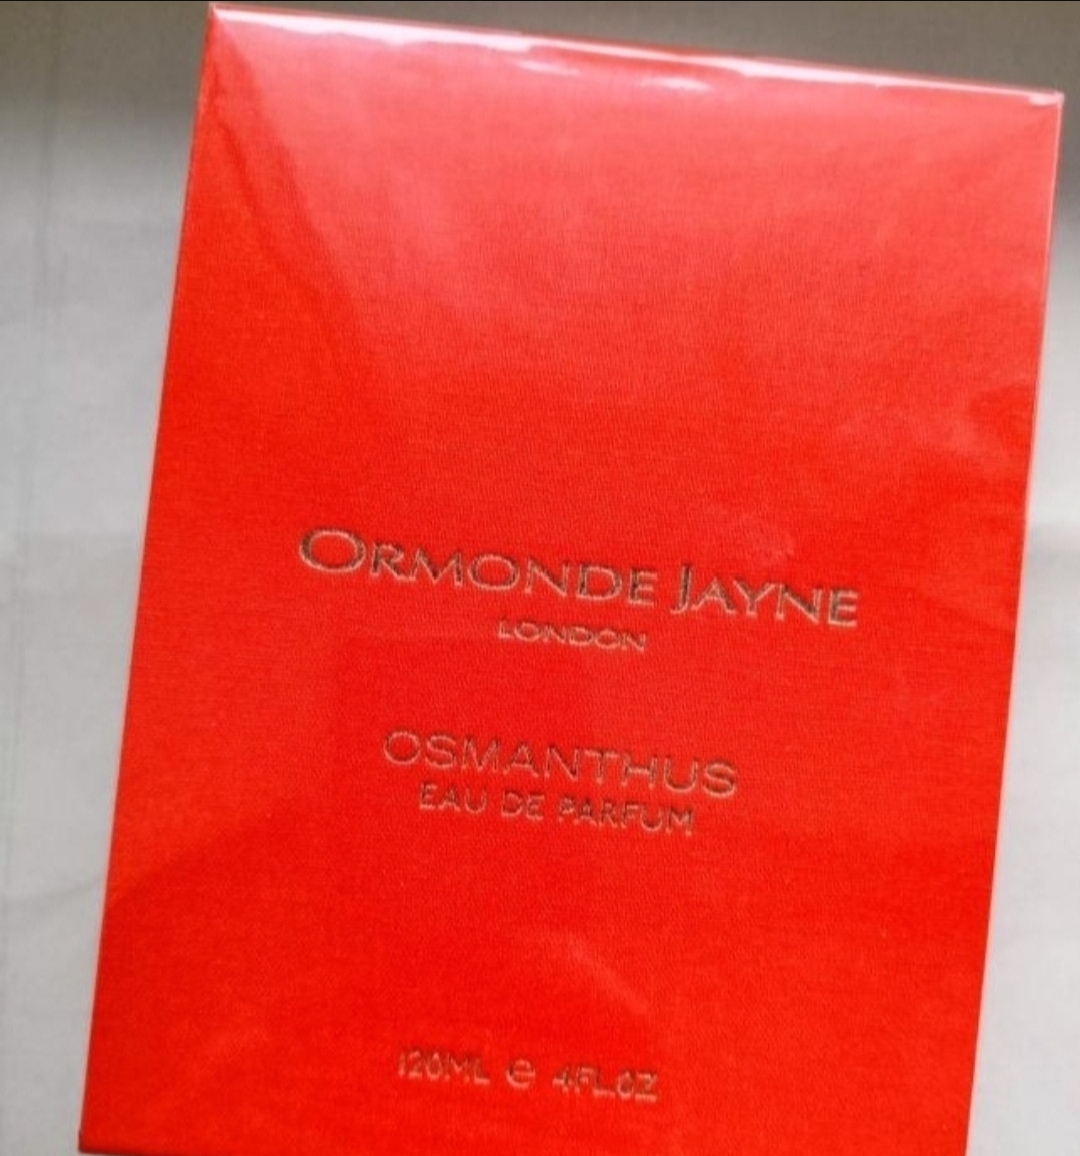 ORMONDE JAYNE
LONDON
OSMANTHUS
EAU DE PARFUM
120ML ℮ 4FL.OZ